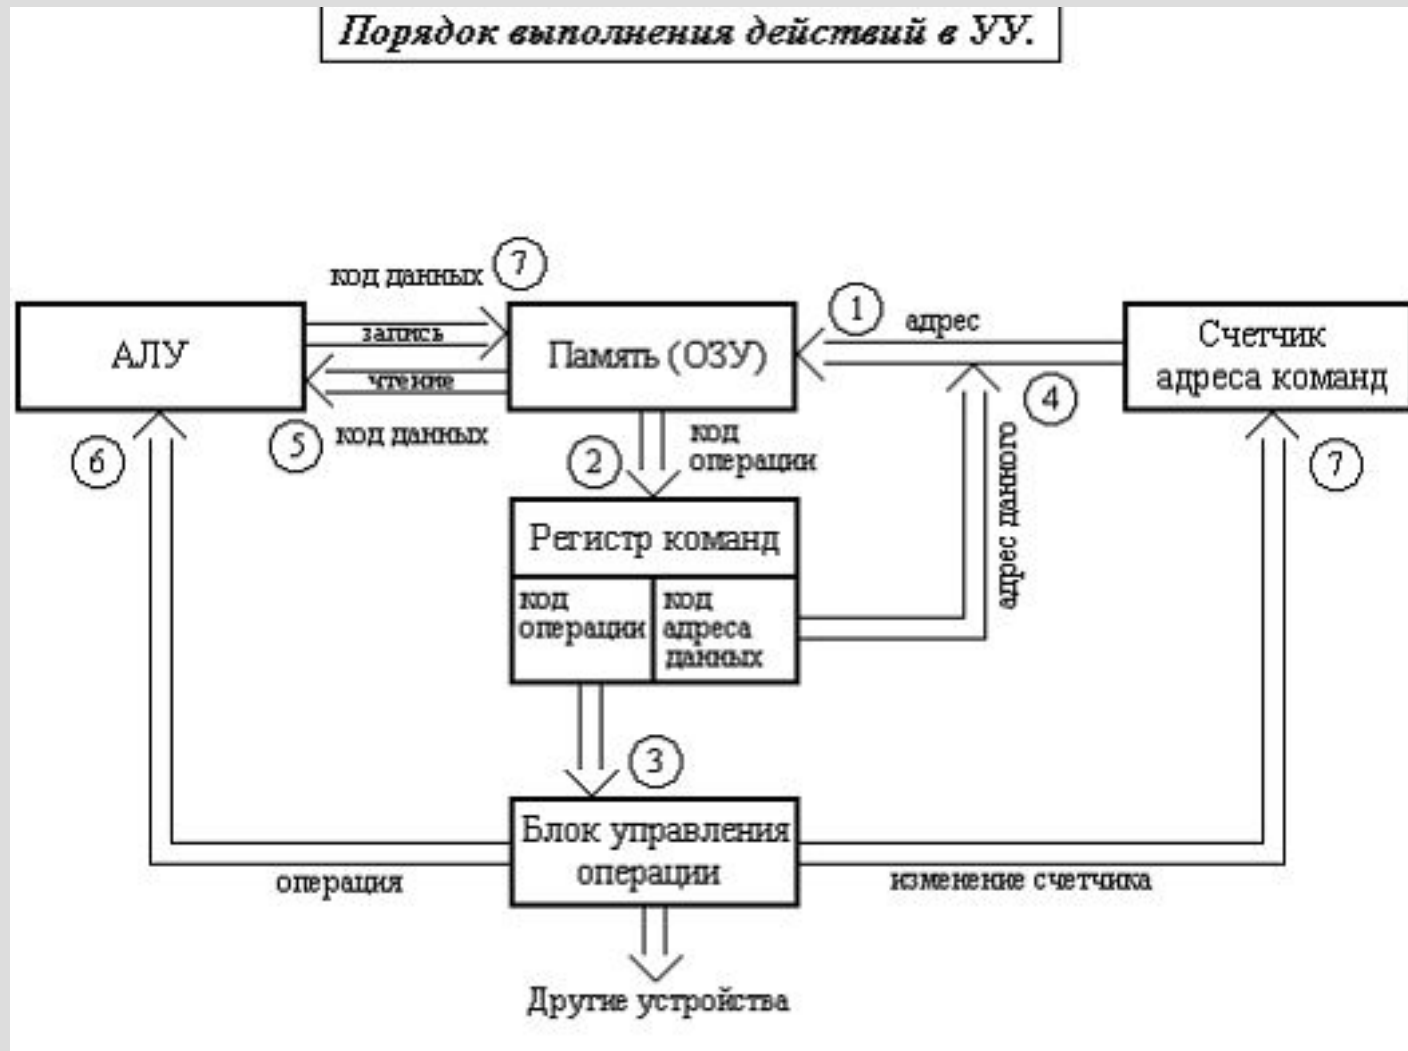 Порядок выполнения действий в УУ.
код данных
7
АЛУ
запись
чтение
Память (ОЗУ)
1
адрес
Счетчик
адреса команд
4
6
5
код данных
2
код
операции
адрес данного
7
Регистр команд
код
операции
код
адреса
данных
3
Блок управления
операции
операция
изменение счетчика
Другие устройства